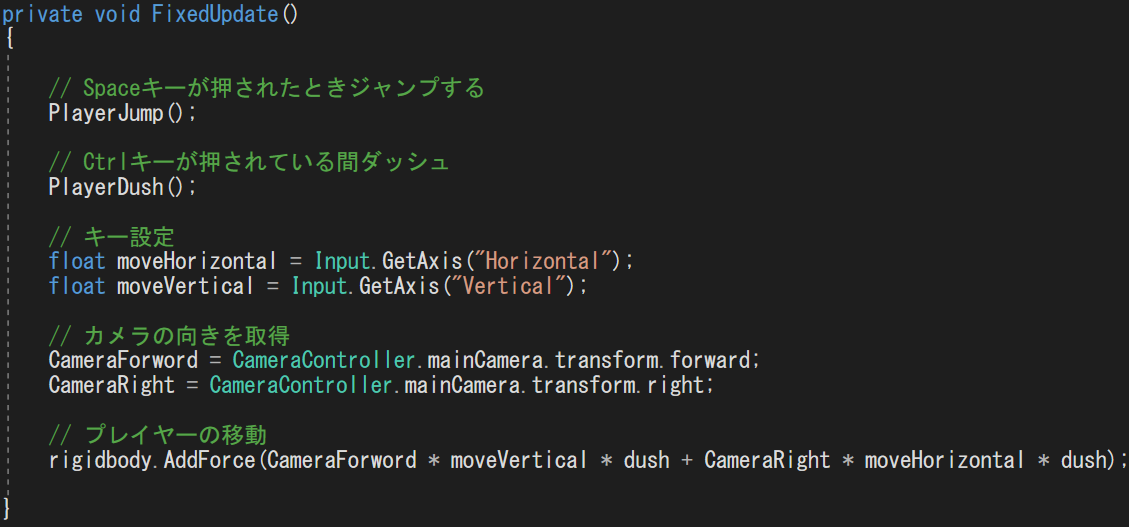 private void FixedUpdate()
{
// Spaceキーが押されたときジャンプする
PlayerJump();
// Ctrlキーが押されている間ダッシュ
PlayerDush();
// キー設定
float moveHorizontal = Input.GetAxis("Horizontal");
float moveVertical = Input.GetAxis("Vertical");
// カメラの向きを取得
CameraForword = CameraController.mainCamera.transform.forward;
CameraRight = CameraController.mainCamera.transform.right;
// プレイヤーの移動
rigidbody.AddForce(CameraForword * moveVertical * dush + CameraRight * moveHorizontal * dush);
}